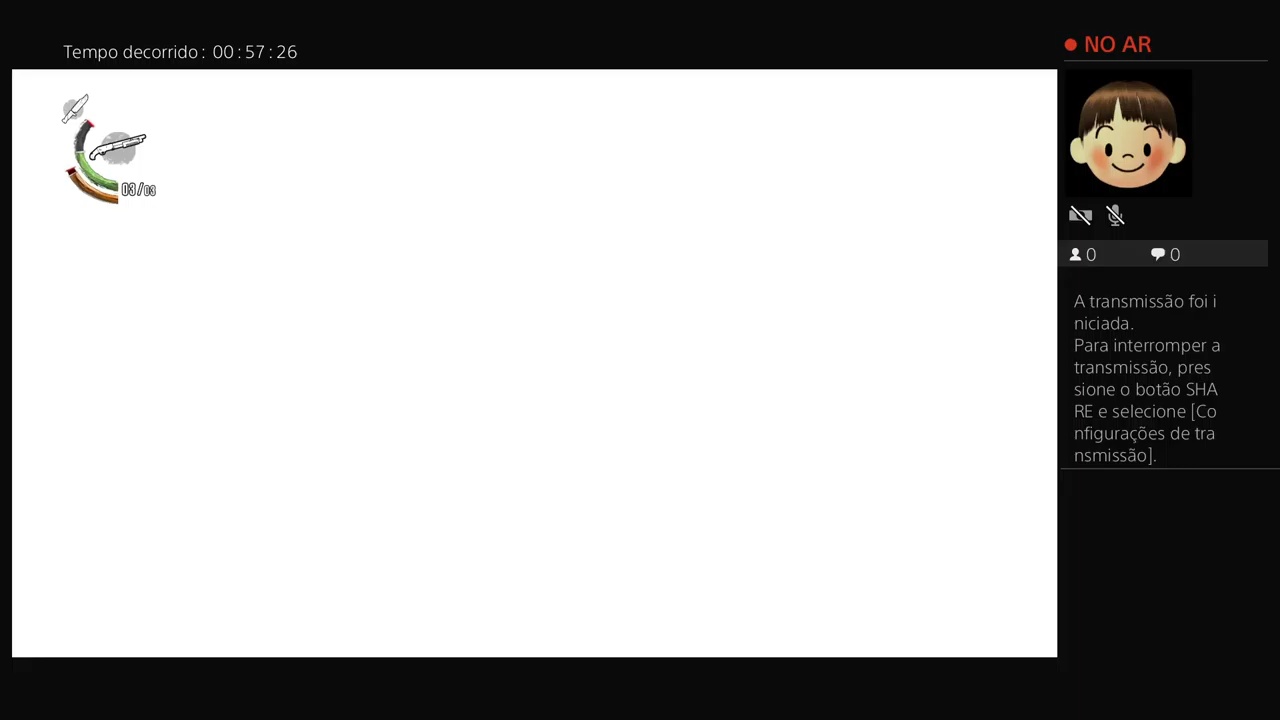 Tempo decorrido: 00:57:26
NO AR
03/03
0 0
A transmissão foi i
niciada.
Para interromper a
transmissão, pres
sione o botão SHA
RE e selecione [Co
nfigurações de tra
nsmissão].